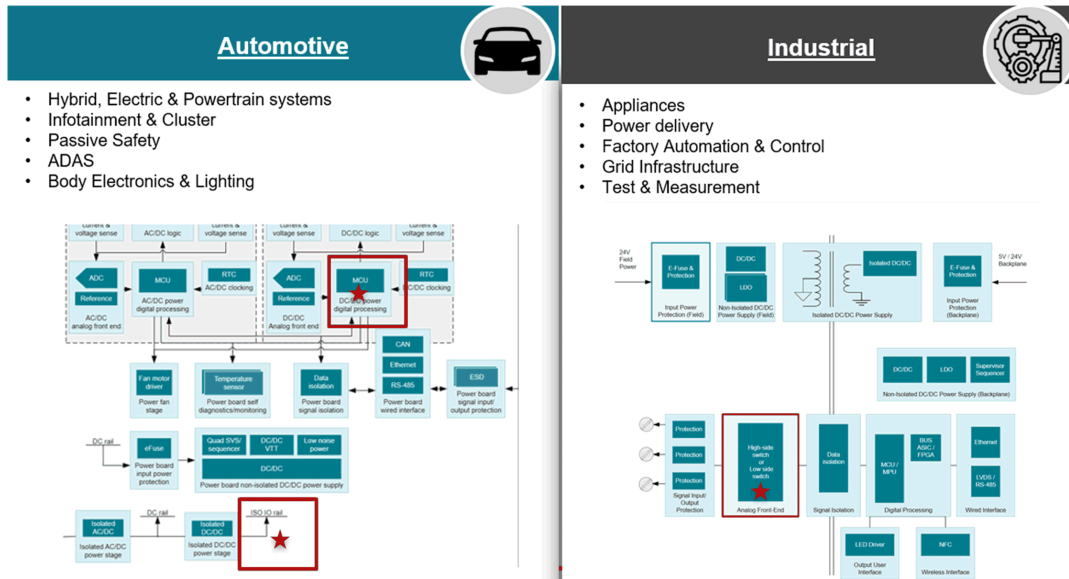 Automotive
Hybrid, Electric & Powertrain systems
Infotainment & Cluster
Passive Safety
ADAS
Body Electronics & Lighting
current &
voltage sense
AC/DC logic
current &
voltage sense
current &
voltage sense
DC/DC logic
current &
voltage sense
ADC
Reference
AC/DC
analog front end
MCU
AC/DC power
digital processing
RTC
AC/DC clocking
ADC
Reference
DC/DC
Analog front end
MCU
DC/DC power
digital processing
RTC
DC/DC clocking
Fan motor
driver
Power fan
stage
Temperature
sensor
Power board self
diagnostics/monitoring
Data
isolation
Power board
signal isolation
CAN
Ethernet
RS-485
Power board
wired interface
ESD
Power board
signal input/
output protection
DC rail
eFuse
Power board
input power
protection
Quad SVS/
sequencer
DC/DC
VTT
Low noise
power
DC/DC
Power board non-isolated DC/DC power supply
Isolated
AC/DC
Isolated AC/DC
power stage
DC rail
Isolated
DC/DC
Isolated DC/DC
power stage
ISO IO rail
Industrial
Appliances
Power delivery
Factory Automation & Control
Grid Infrastructure
Test & Measurement
24V
Field
Power
E-Fuse &
Protection
Input Power
Protection (Field)
DC/DC
LDO
Non-Isolated DC/DC
Power Supply (Field)
Isolated DC/DC
Isolated DC/DC Power Supply
E-Fuse &
Protection
Input Power
Protection
(Backplane)
5V / 24V
Backplane
DC/DC
LDO
Supervisor
Sequencer
Non-Isolated DC/DC Power Supply (Backplane)
Protection
Protection
Protection
Signal Input/
Output
Protection
High-side
switch
or
Low side
switch
Analog Front-End
Data
isolation
Signal Isolation
MCU /
MPU
BUS
ASIC /
FPGA
Digital Processing
Ethernet
LVDS /
RS-485
Wired Interface
LED Driver
Output User
Interface
NFC
Wireless Interface